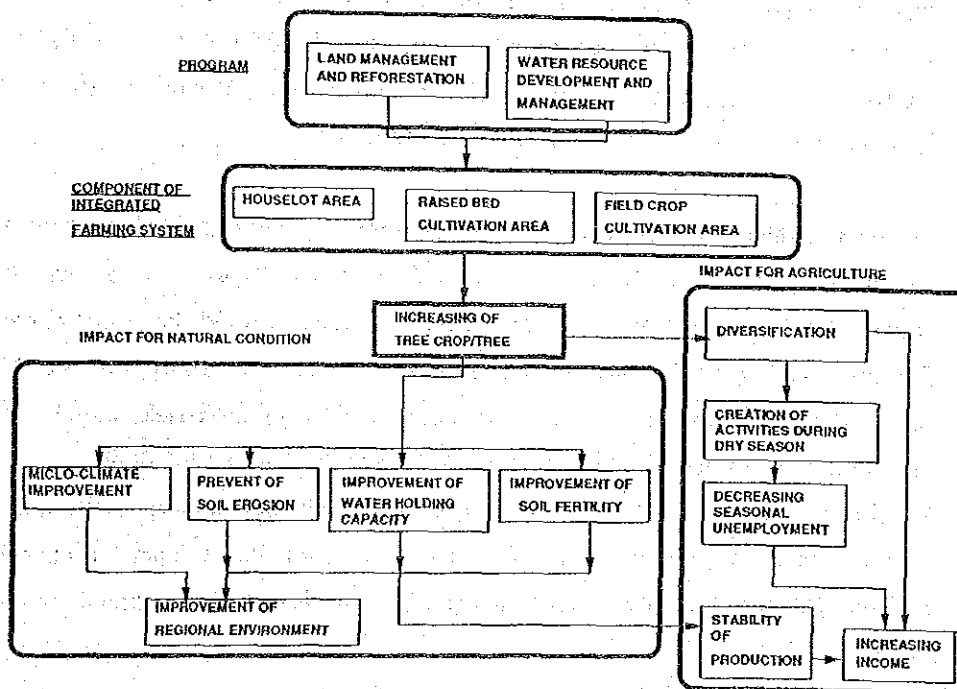 PROGRAM
LAND MANAGEMENT
AND REFORESTATION
WATER RESOURCE
DEVELOPMENT AND
MANAGEMENT
COMPONENT OF
INTEGRATED
FARMING SYSTEM
HOUSELOT AREA
RAISED BED
CULTIVATION AREA
FIELD CROP
CULTIVATION AREA
IMPACT FOR AGRICULTURE
INCREASING OF
TREE CROP/TREE
IMPACT FOR NATURAL CONDITION
DIVERSIFICATION
CREATION OF
ACTIVITIES DURING
DRY SEASON
MICLO-CLIMATE
IMPROVEMENT
PREVENT OF
SOIL EROSION
IMPROVEMENT OF
WATER HOLDING
CAPACITY
IMPROVEMENT OF
SOIL FERTILITY
DECREASING
SEASONAL
UNEMPLOYMENT
IMPROVEMENT OF
REGIONAL ENVIRONMENT
STABILITY
OF
PRODUCTION
INCREASING
INCOME